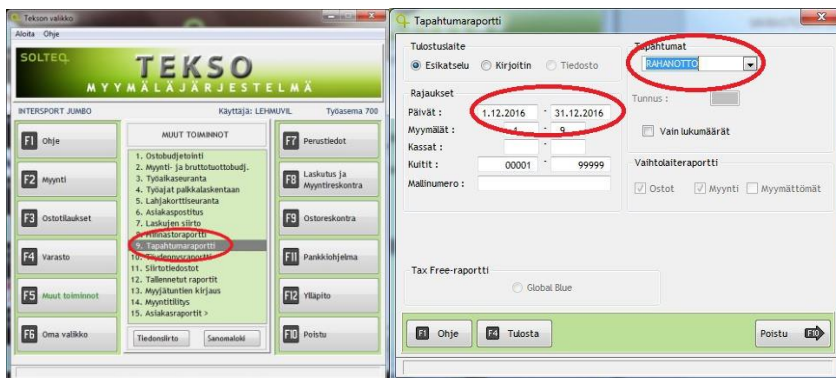 Tekson valikko
Aloita Ohje
SOLTEQ
TEKSO
MYYMÄLÄJÄRJESTELMÄ
INTERSPORT JUMBO Käyttäjä: LEHMUVIL Työasema 700
F1 Ohje
F2 Myynti
F3 Ostotilaukset
F4 Varasto
F5 Muut toiminnot
F6 Oma valikko
MUUT TOIMINNOT
1. Ostobudjetointi
2. Myynti- ja bruttotuottobudj.
3. Työaikaseuranta
4. Työajat palkkalaskentaan
5. Lahjakorttiseuranta
6. Asiakaspostitus
7. Laskujen siirto
8. Hinnastoraportti
9. Tapahtumaraportti
10. Täydennysraportti
11. Siirtotiedostot
12. Tallennetut raportit
13. Myyjätuntien kirjaus
14. Myyntitilitys
15. Asiakasraportit >
Tiedonsiirto Sanomaloki
F7 Perustiedot
F8 Laskutus ja
Myyntireskontra
F9 Ostoreskontra
F11 Pankkiohjelma
F12 Ylläpito
F10 Poistu
Tapahtumaraportti
Tulostuslaite
Esikatselu Kirjoitin Tiedosto
Rajaukset
Päivät : 1.12.2016 - 31.12.2016
Myymälät : 1 - 9
Kassat : -
Kuitit : 00001 - 99999
Mallinumero :
Tapahtumat
RAHANOTTO
Tunnus :
Vain lukumäärät
Vaihtolaiteraportti
Ostot Myynti Myymättömät
Tax Free-raportti
Global Blue
F1 Ohje F4 Tulosta Poistu F10